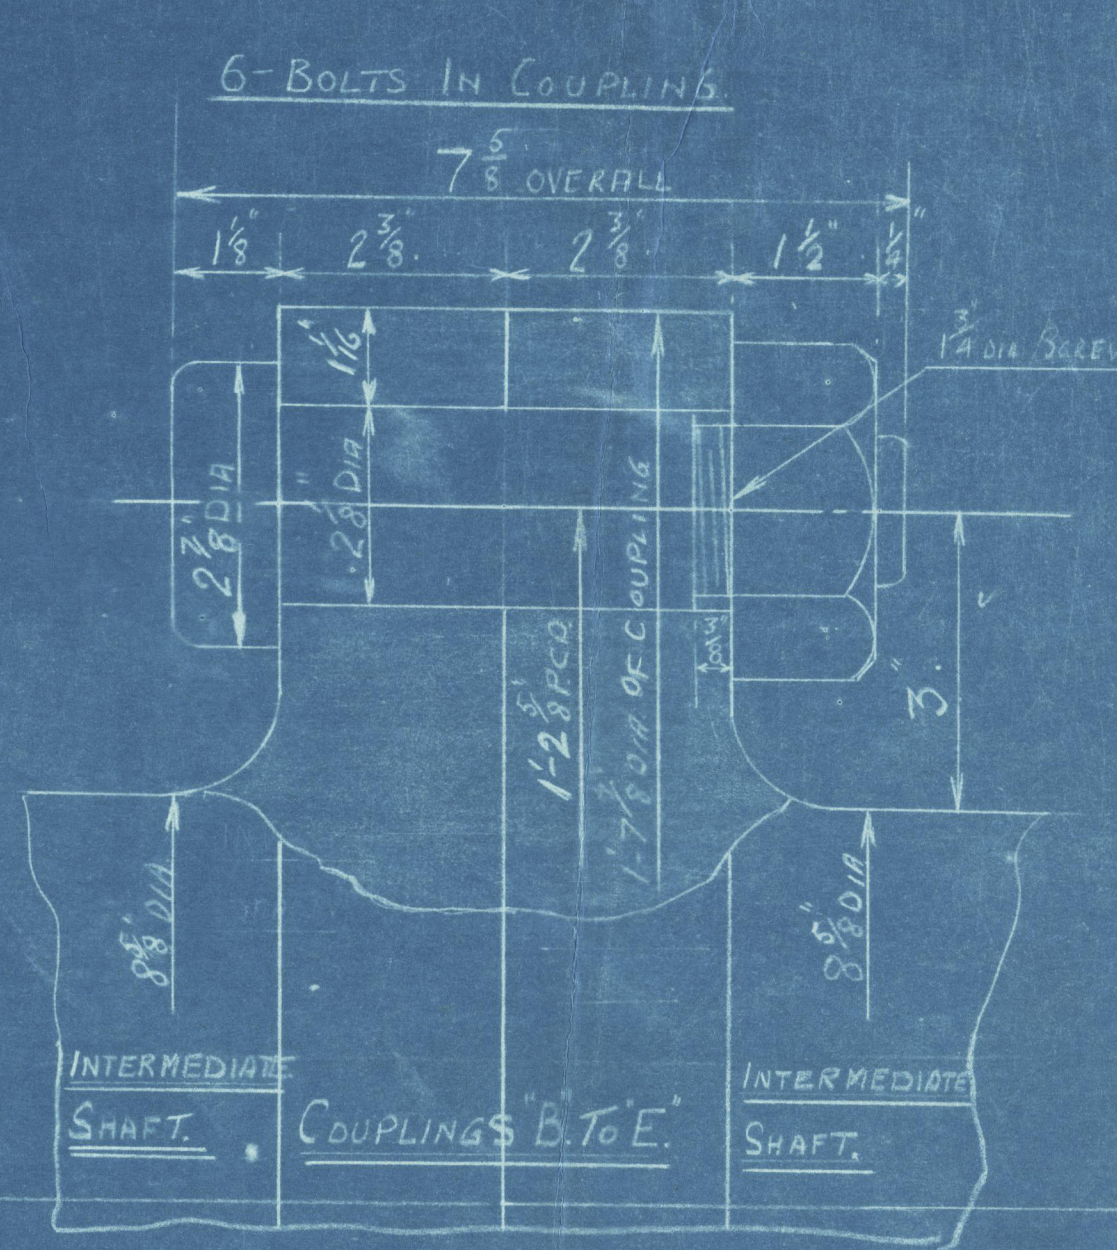 6-BOLTS IN COUPLING.
7 5/8 OVERALL
1 1/8" 2 3/8" 2 3/8" 1 1/2" 1/4"
1 3/4" DIA SCREW
1 1/16"
2 7/8" DIA
2 1/8" DIA
1'-2 5/8" P.C.D.
1'-7 7/8" DIA OF COUPLING
3/8
3"
8 5/8" DIA
8 5/8" DIA
INTERMEDIATE
SHAFT.
COUPLINGS "B" TO "E".
INTERMEDIATE
SHAFT.